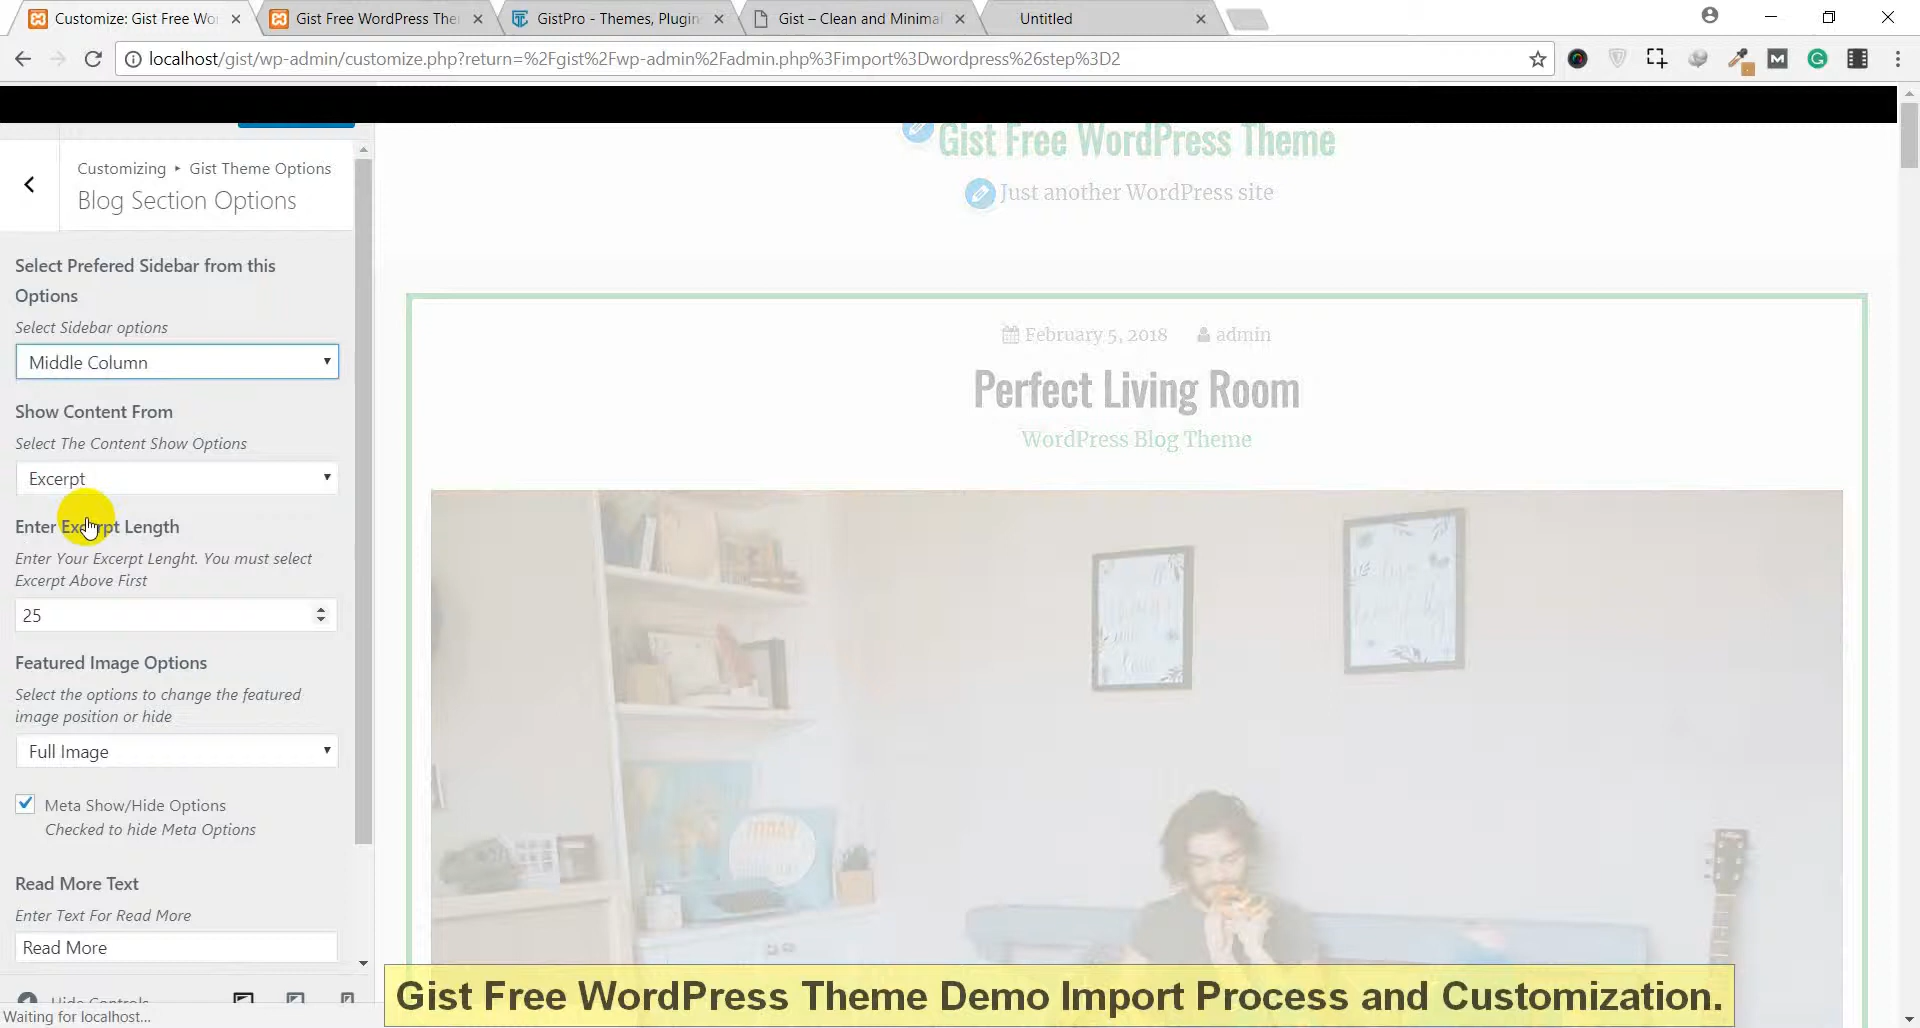 Customize: Gist Free Wo
Gist Free WordPress The
GistPro - Themes, Plugin
Gist – Clean and Minimal
Untitled
localhost/gist/wp-admin/customize.php?return=%2Fgist%2Fwp-admin%2Fadmin.php%3Fimport%3Dwordpress%26step%3D2
Customizing ▸ Gist Theme Options
Blog Section Options
Select Prefered Sidebar from this
Options
Select Sidebar options
Middle Column
Show Content From
Select The Content Show Options
Excerpt
Enter Excerpt Length
Enter Your Excerpt Lenght. You must select
Excerpt Above First
25
Featured Image Options
Select the options to change the featured
image position or hide
Full Image
Meta Show/Hide Options
Checked to hide Meta Options
Read More Text
Enter Text For Read More
Read More
Hide Controls
Waiting for localhost...
Gist Free WordPress Theme
Just another WordPress site
February 5, 2018 admin
Perfect Living Room
WordPress Blog Theme
TODAY
Gist Free WordPress Theme Demo Import Process and Customization.